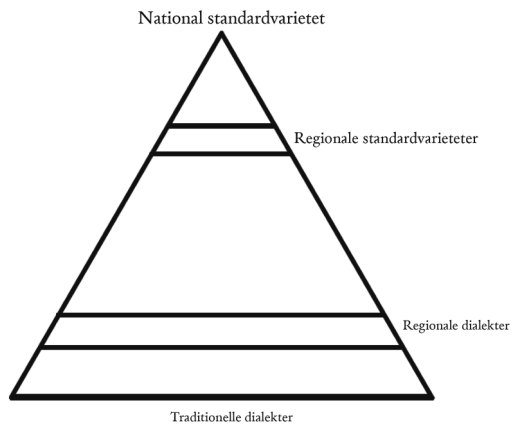 National standardvarietet
Regionale standardvarieteter
Regionale dialekter
Traditionelle dialekter